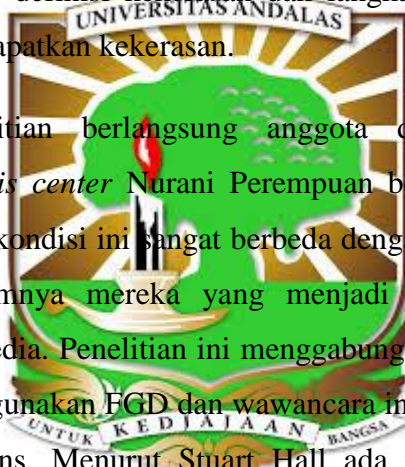 UNIVERSITAS ANDALAS
apatkan kekerasan.
itian berlangsung anggota d
is center Nurani Perempuan b
kondisi ini sangat berbeda deng
mnya mereka yang menjadi
edia. Penelitian ini menggabung
gunakan FGD dan wawancara in
UNTUK KEDJAJAAN BANGSA
ns. Menurut Stuart Hall ada